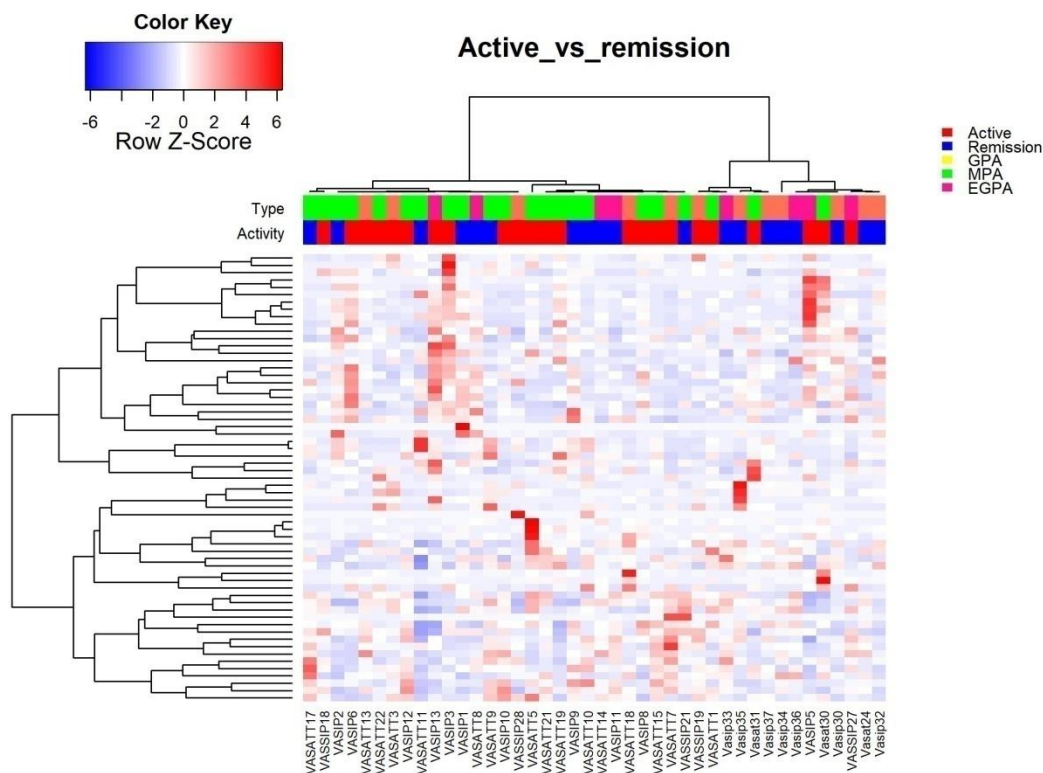 Color Key
-6 -2 0 2 4 6
Row Z-Score
Active_vs_remission
Active
Remission
GPA
MPA
EGPA
Type
Activity
VASATT17
VASSIP18
VASIP2
VASIP6
VASATT13
VASATT22
VASATT3
VASIP12
VASATT11
VASIP13
VASIP3
VASIP1
VASATT8
VASATT9
VASIP10
VASSIP28
VASATT5
VASATT21
VASATT19
VASIP9
VASATT10
VASATT14
VASIP11
VASATT18
VASIP8
VASATT15
VASATT7
VASSIP21
VASSIP19
VASATT1
Vasip33
Vasip35
Vasat31
Vasip37
Vasip34
Vasip36
VASIP5
Vasat30
Vasip30
VASSIP27
Vasat24
Vasip32